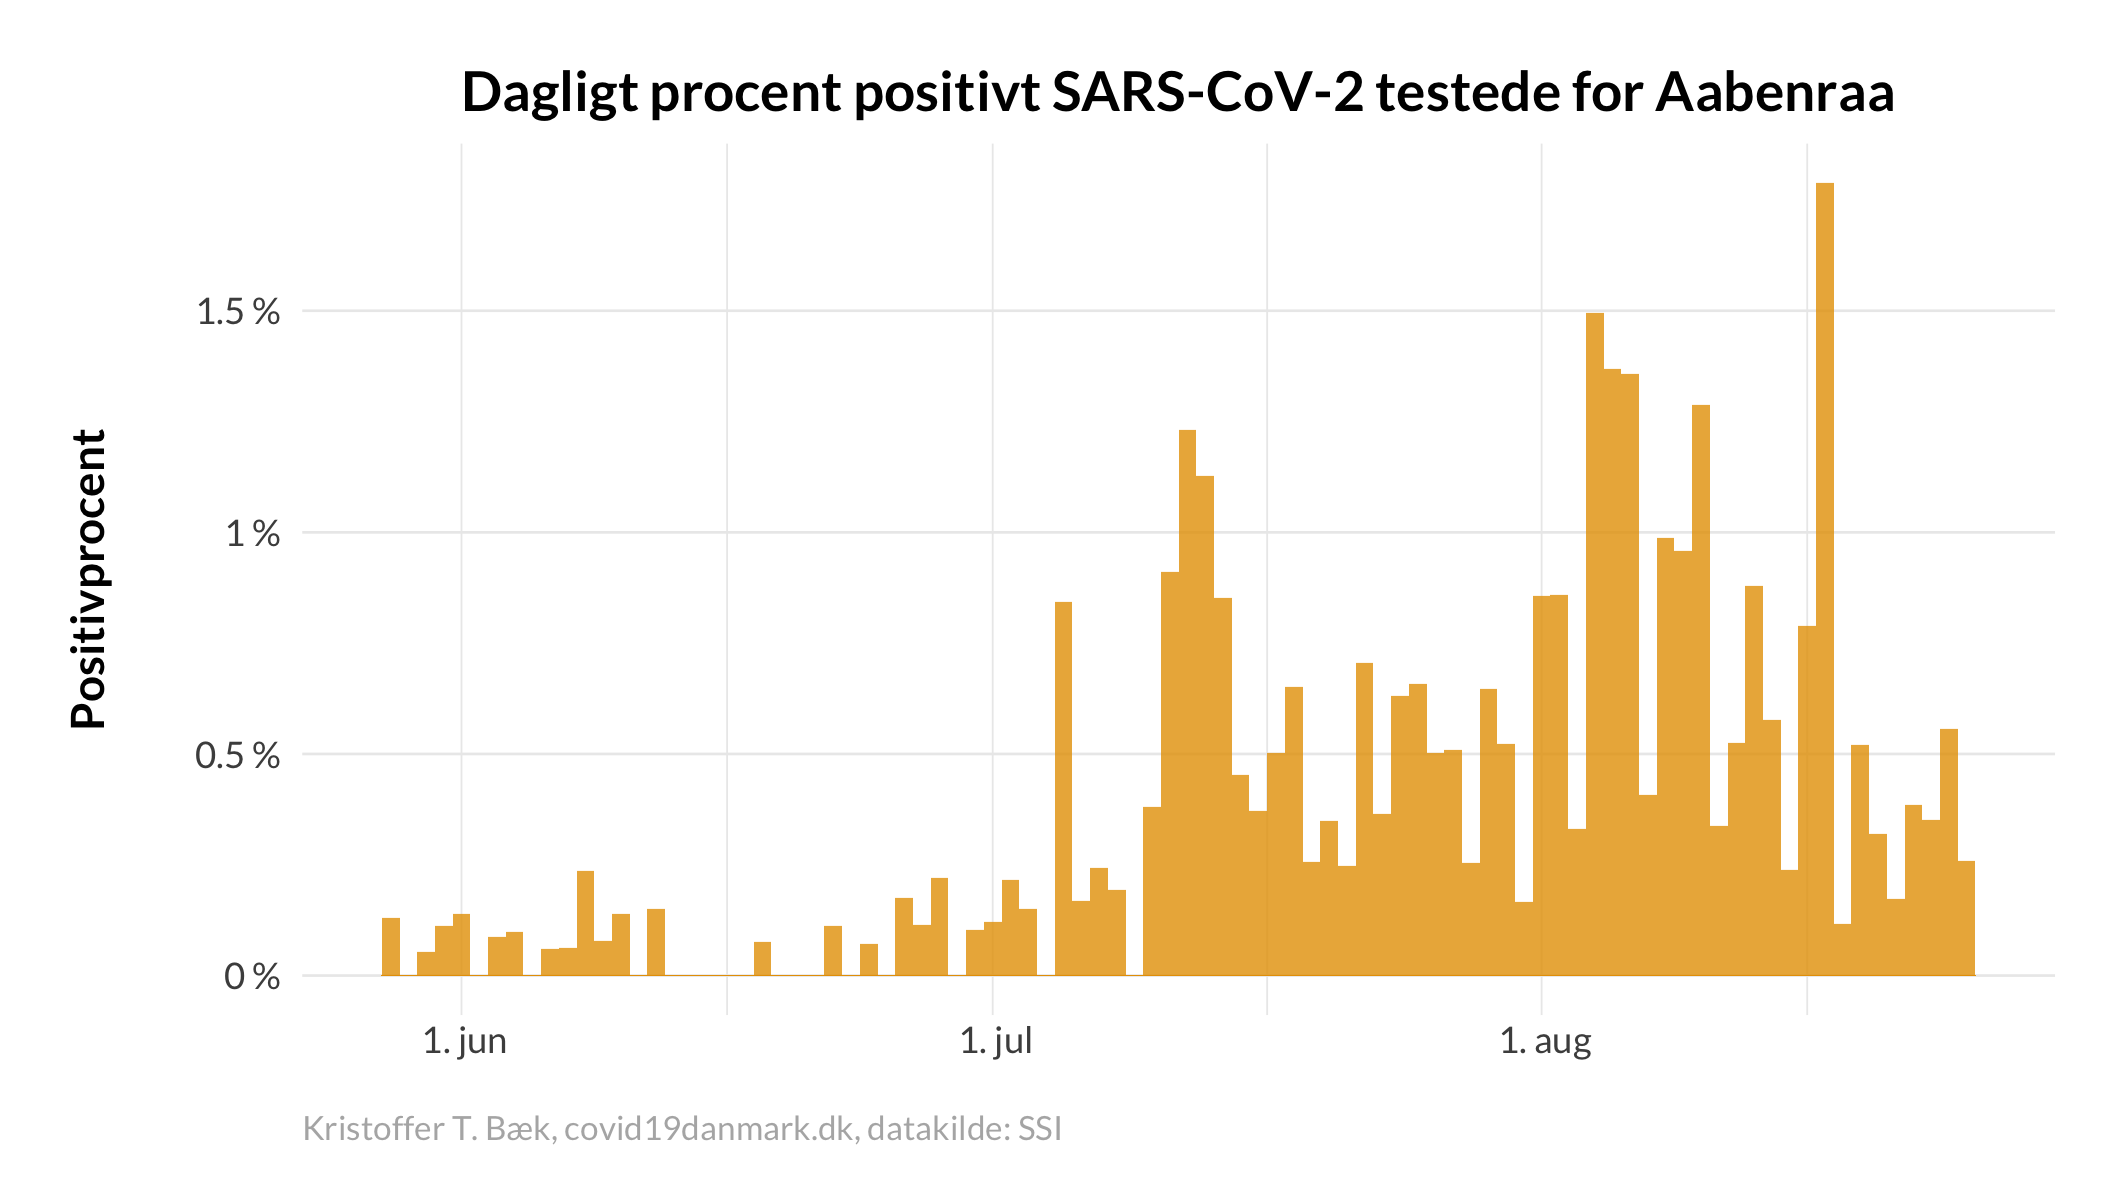 Dagligt procent positivt SARS-CoV-2 testede for Aabenraa
Positivprocent
1.5 %
1 %
0.5 %
0 %
1. jun
1. jul
1. aug
Kristoffer T. Bæk, covid19danmark.dk, datakilde: SSI